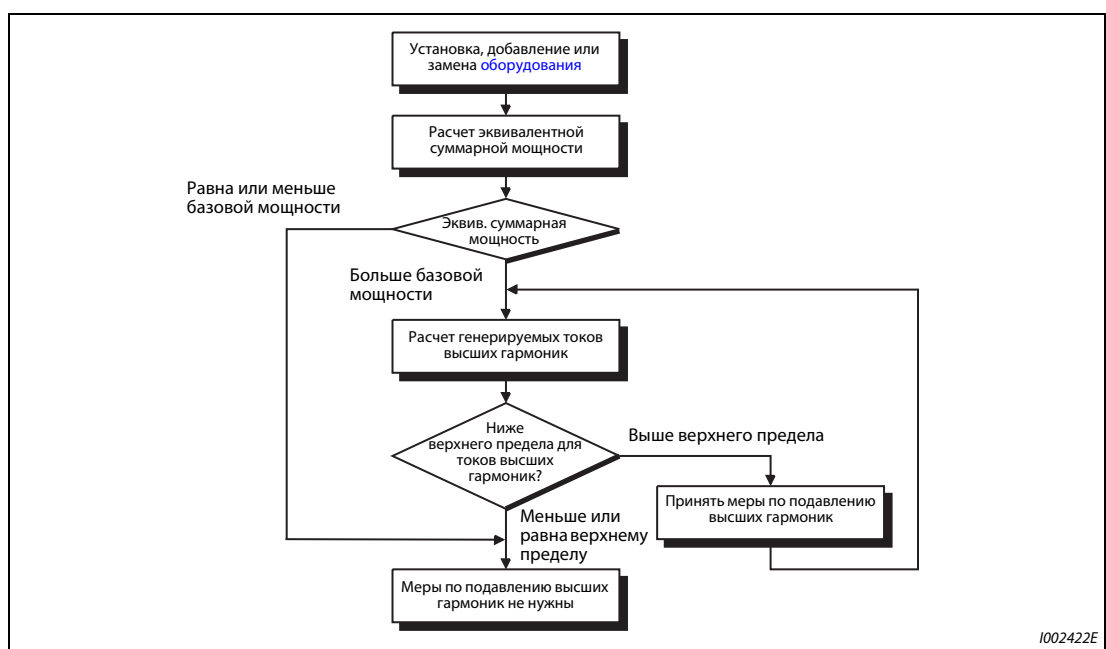 Установка, добавление или
замена оборудования
Расчет эквивалентной
суммарной мощности
Равна или меньше
базовой мощности
Эквив. суммарная
мощность
Больше базовой
мощности
Расчет генерируемых токов
высших гармоник
Ниже
верхнего предела для
токов высших
гармоник?
Выше верхнего предела
Принять меры по подавлению
высших гармоник
Меньше или
равна верхнему
пределу
Меры по подавлению высших
гармоник не нужны
I002422E